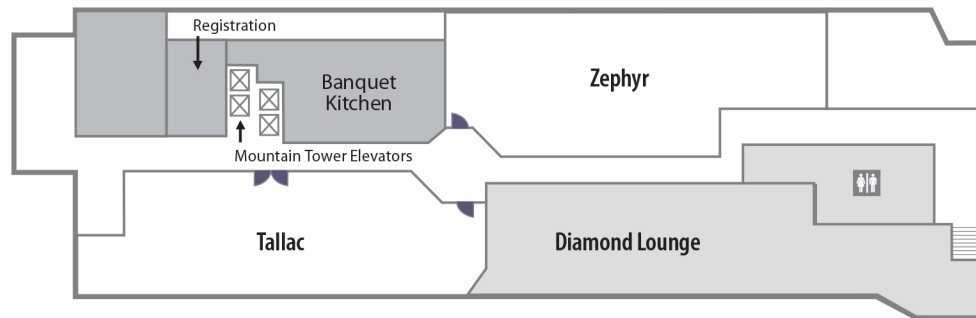 Registration
Banquet
Kitchen
Zephyr
Mountain Tower Elevators
Tallac
Diamond Lounge